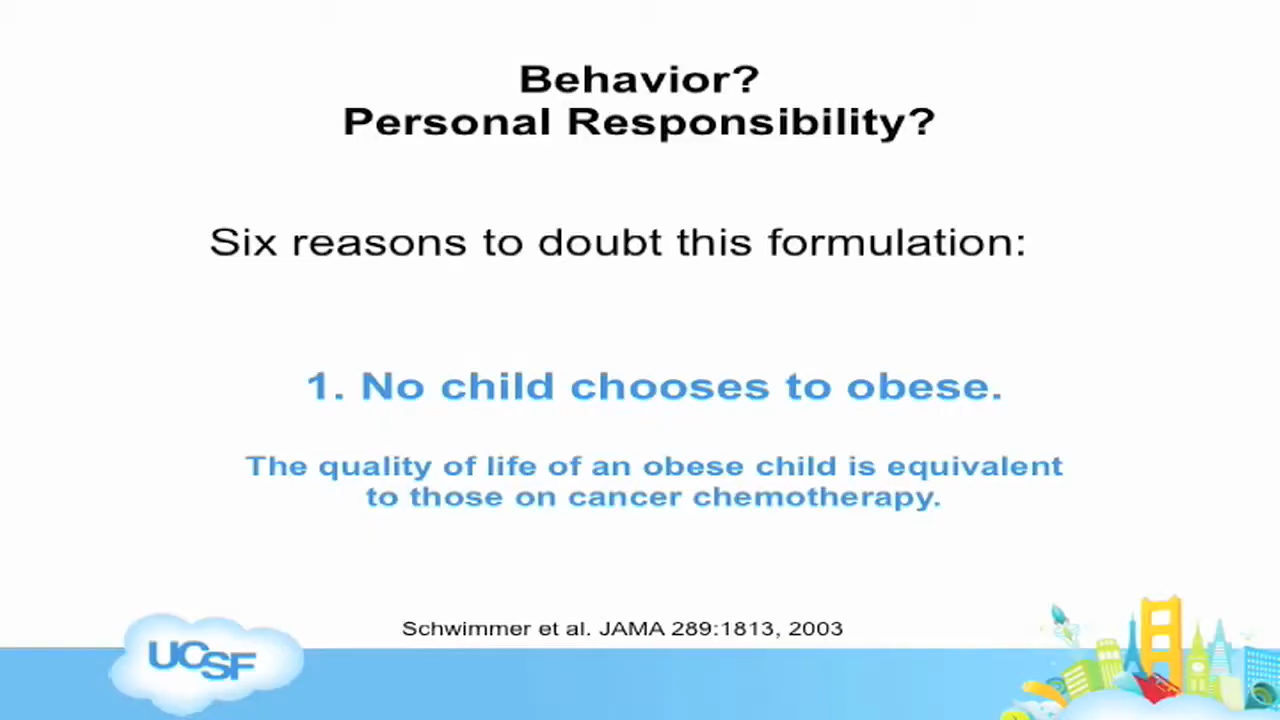 Behavior?
Personal Responsibility?
Six reasons to doubt this formulation:
1. No child chooses to obese.
The quality of life of an obese child is equivalent
to those on cancer chemotherapy.
Schwimmer et al. JAMA 289:1813, 2003
UCSF